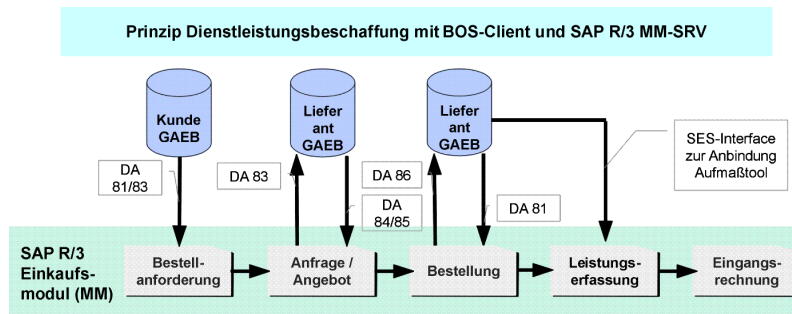 Prinzip Dienstleistungsbeschaffung mit BOS-Client und SAP R/3 MM-SRV
Kunde
GAEB
Liefer
ant
GAEB
Liefer
ant
GAEB
DA
81/83
DA 83
DA
84/85
DA 86
DA 81
SES-Interface
zur Anbindung
Aufmaßtool
SAP R/3
Einkaufs-
modul (MM)
Bestell-
anforderung
Anfrage /
Angebot
Bestellung
Leistungs-
erfassung
Eingangs-
rechnung